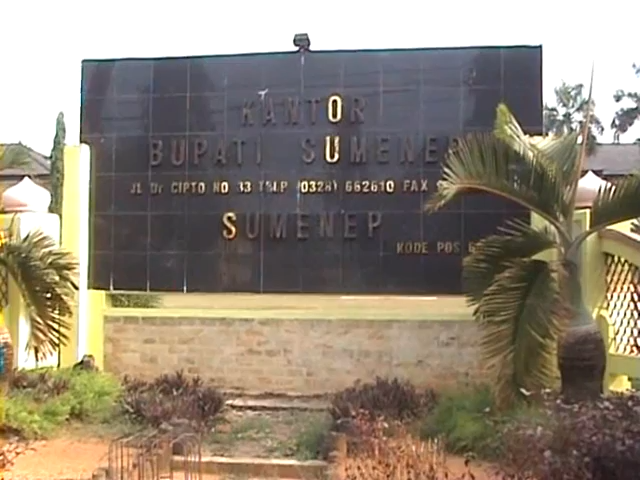 KANTOR
BUPATI SUMENEP
JL Dr CIPTO NO 33 TELP (0328) 662610 FAX
SUMENEP
KODE POS